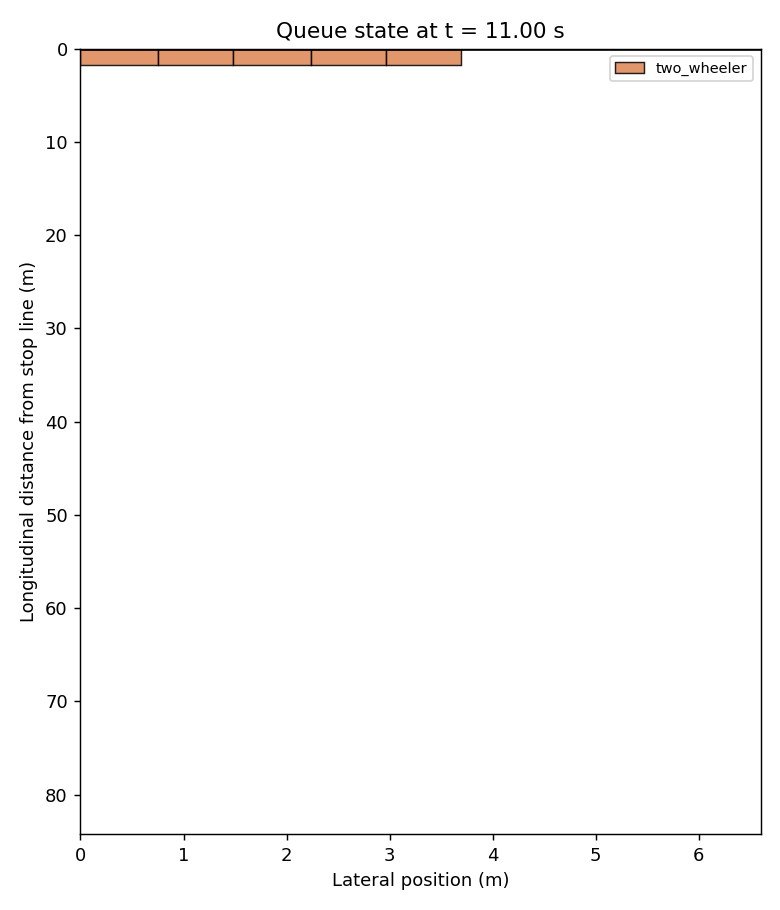 Queue state at t = 11.00 s
two_wheeler
Longitudinal distance from stop line (m)
0
10
20
30
40
50
60
70
80
0 1 2 3 4 5 6
Lateral position (m)